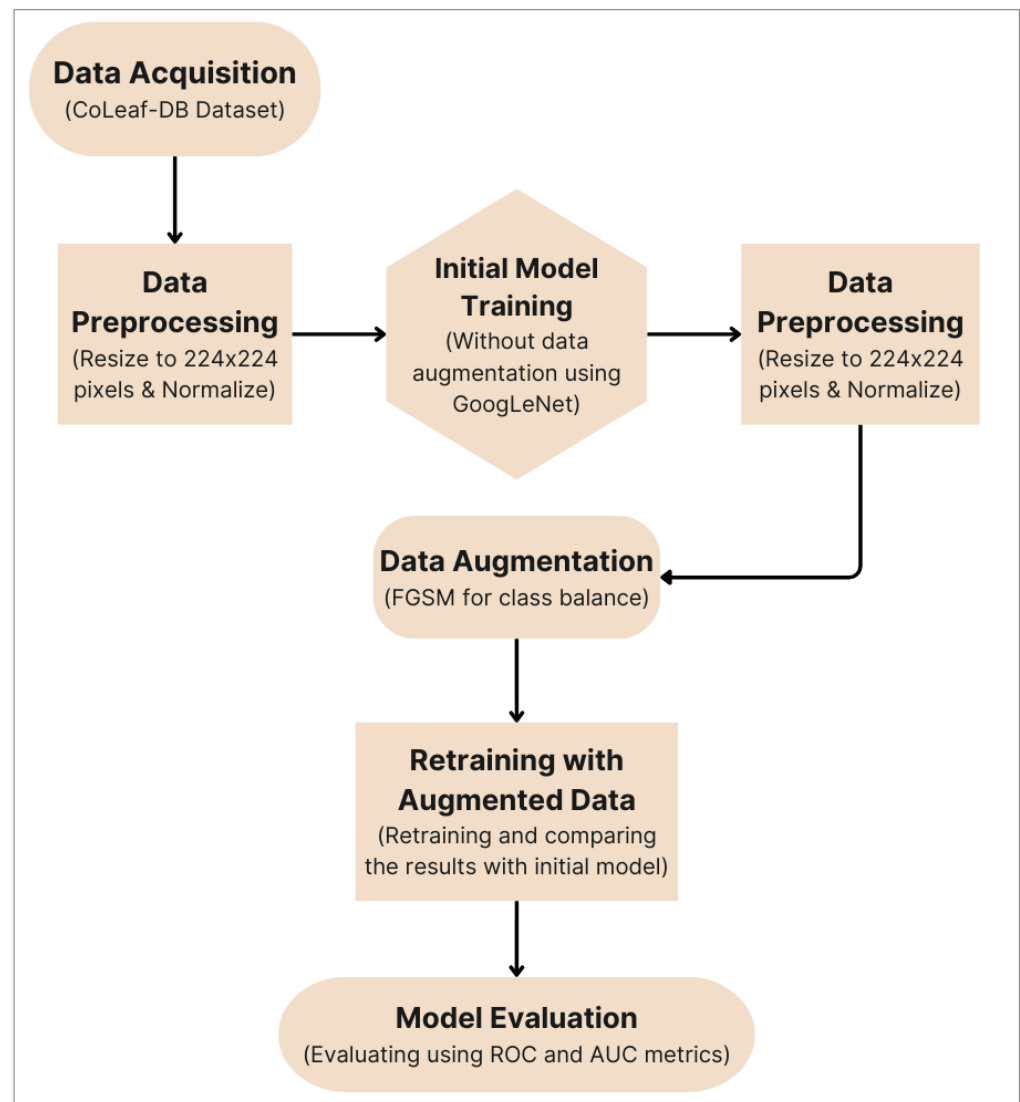 Data Acquisition
(CoLeaf-DB Dataset)
Data
Preprocessing
(Resize to 224x224
pixels & Normalize)
Initial Model
Training
(Without data
augmentation using
GoogLeNet)
Data
Preprocessing
(Resize to 224x224
pixels & Normalize)
Data Augmentation
(FGSM for class balance)
Retraining with
Augmented Data
(Retraining and comparing
the results with initial model)
Model Evaluation
(Evaluating using ROC and AUC metrics)